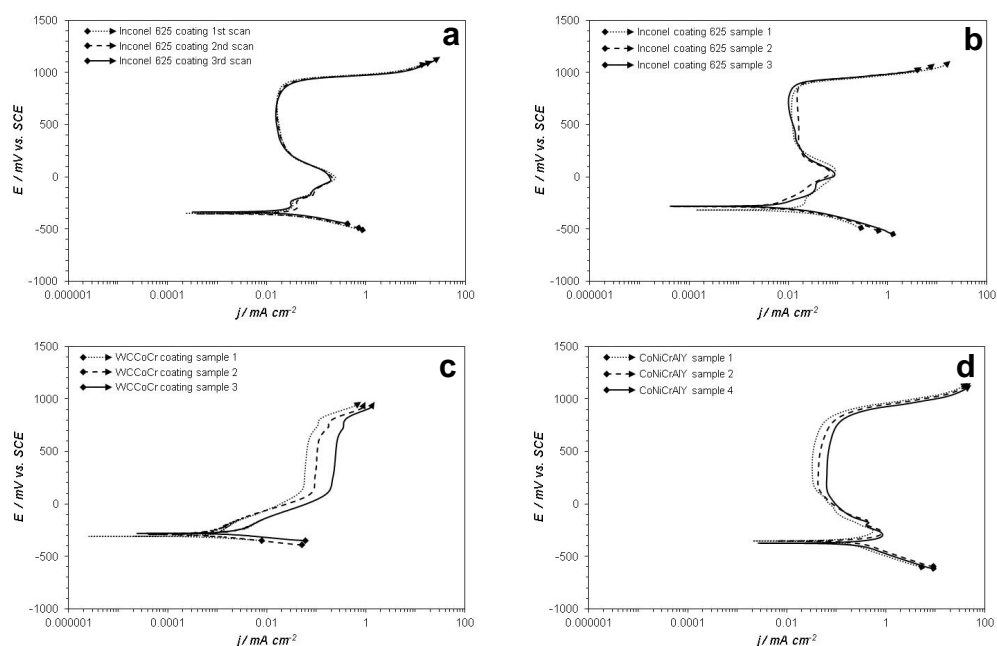 a
1500
1000
500
0
-500
-1000
E / mV vs. SCE
Inconel 625 coating 1st scan
Inconel 625 coating 2nd scan
Inconel 625 coating 3rd scan
0.000001 0.0001 0.01 1 100
j / mA cm-2
b
1500
1000
500
0
-500
-1000
E / mV vs. SCE
Inconel coating 625 sample 1
Inconel coating 625 sample 2
Inconel coating 625 sample 3
0.000001 0.0001 0.01 1 100
j / mA cm-2
c
1500
1000
500
0
-500
-1000
E / mV vs. SCE
WCCoCr coating sample 1
WCCoCr coating sample 2
WCCoCr coating sample 3
0.000001 0.0001 0.01 1 100
j / mA cm-2
d
1500
1000
500
0
-500
-1000
E / mV vs. SCE
CoNiCrAlY sample 1
CoNiCrAlY sample 2
CoNiCrAlY sample 4
0.000001 0.0001 0.01 1 100
j / mA cm-2